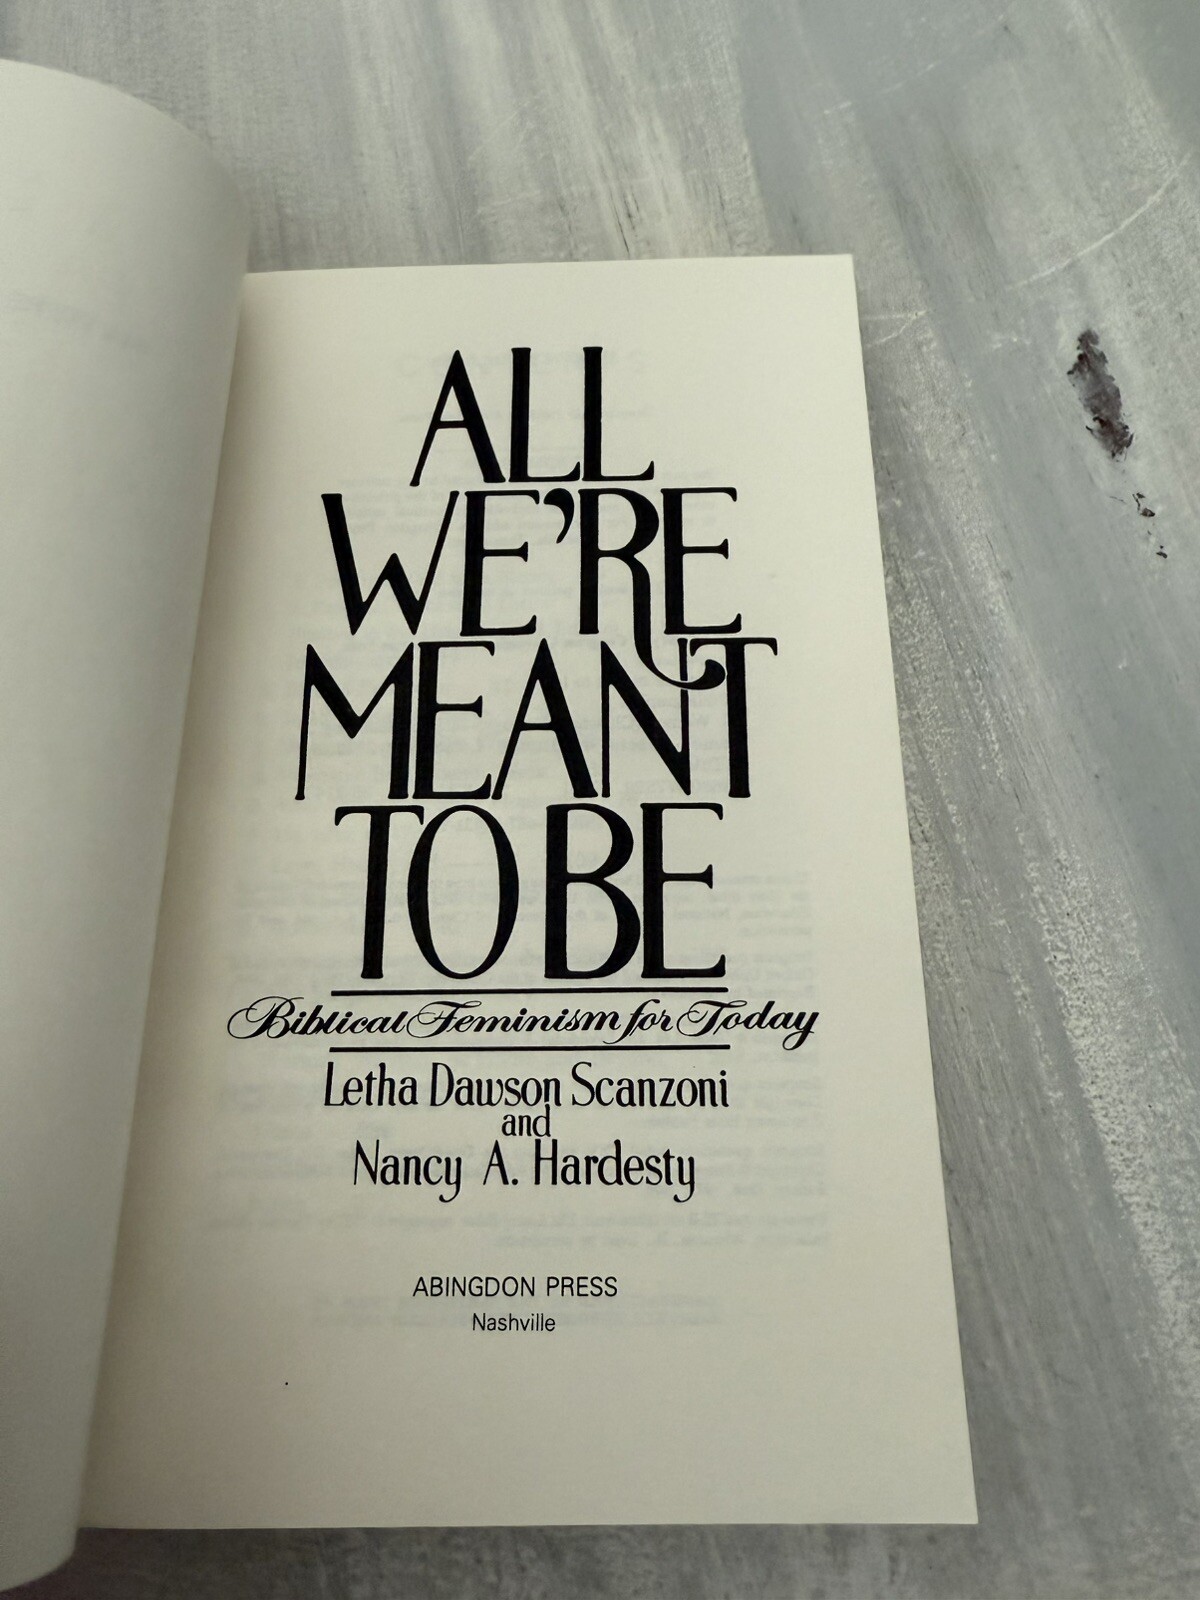 ALL
WE'RE
MEANT
TO BE
Biblical Feminism for Today
Letha Dawson Scanzoni
and
Nancy A. Hardesty
ABINGDON PRESS
Nashville